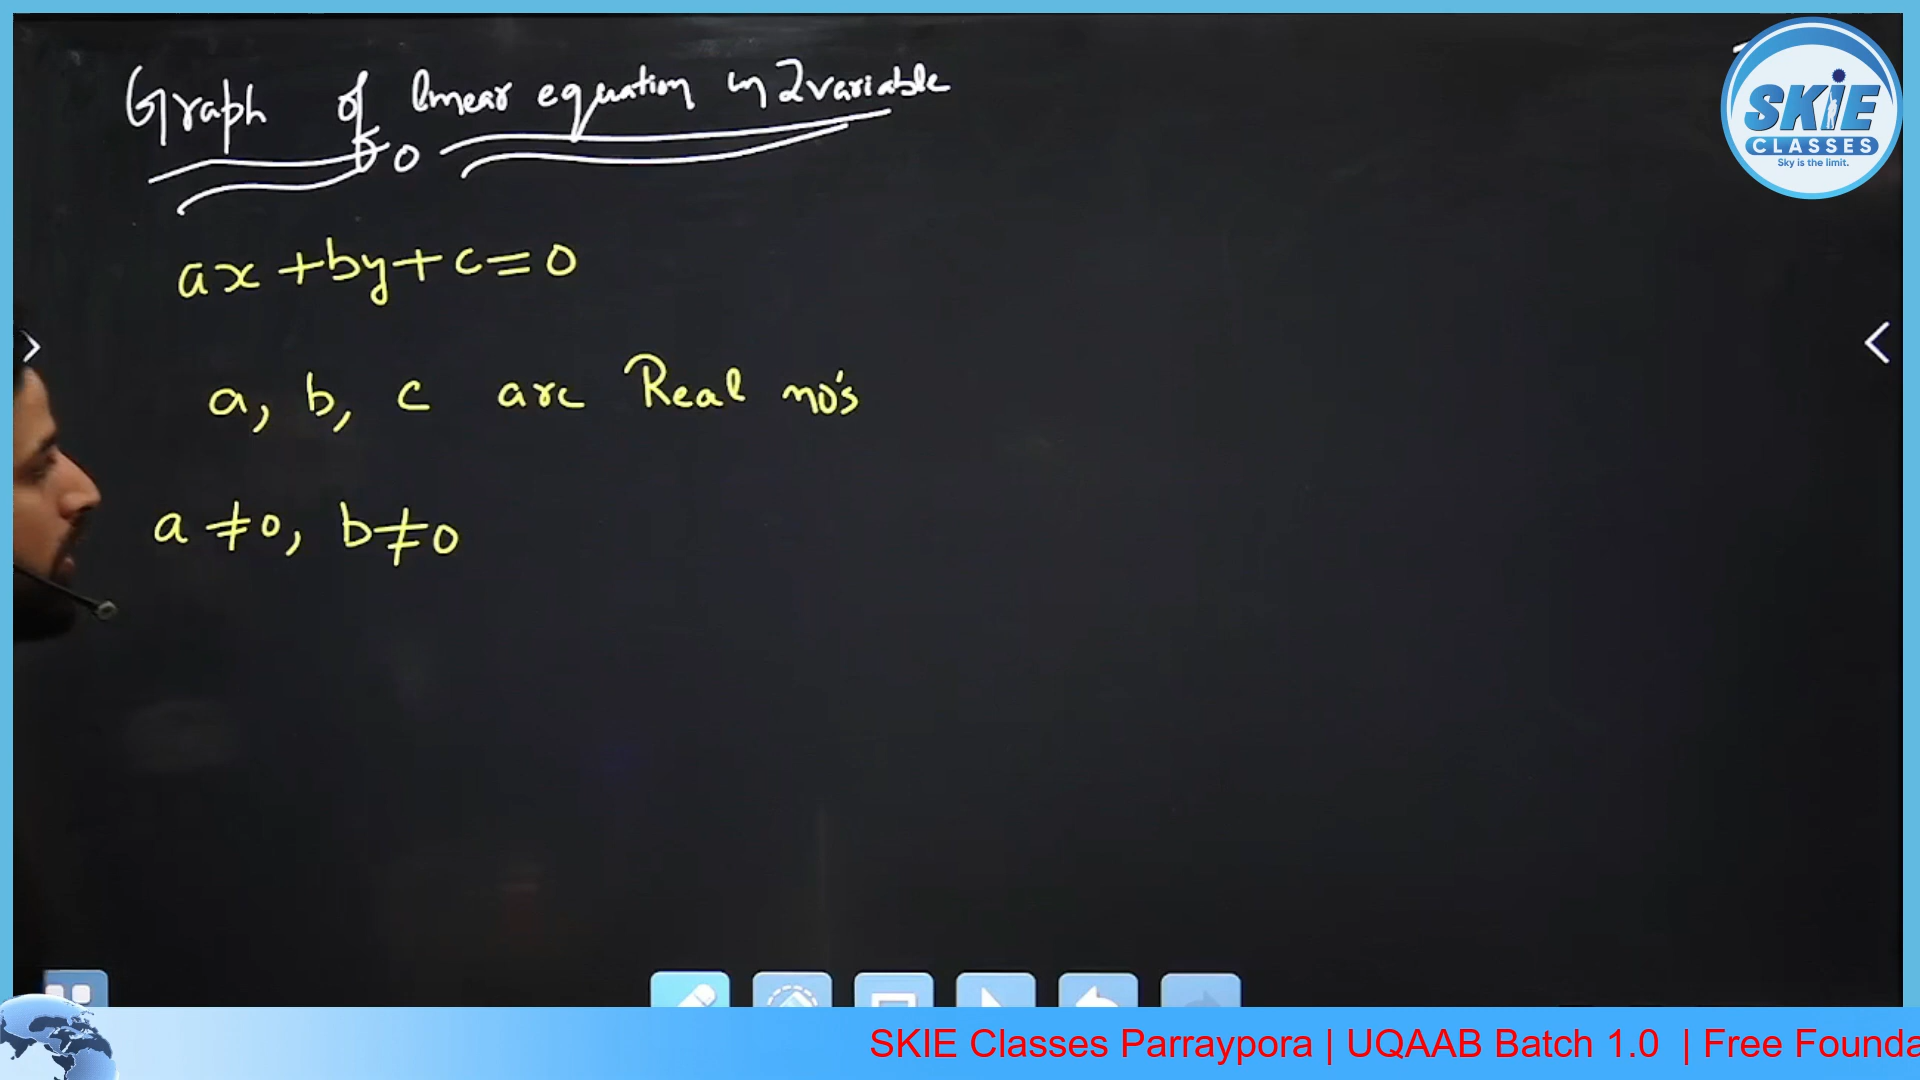 Graph of linear equation in 2 variable
ax + by + c = 0
a, b, c are Real no's
a ≠ 0, b ≠ 0
SKIE
CLASSES
Sky is the limit.
SKIE Classes Parraypora | UQAAB Batch 1.0 | Free Founda